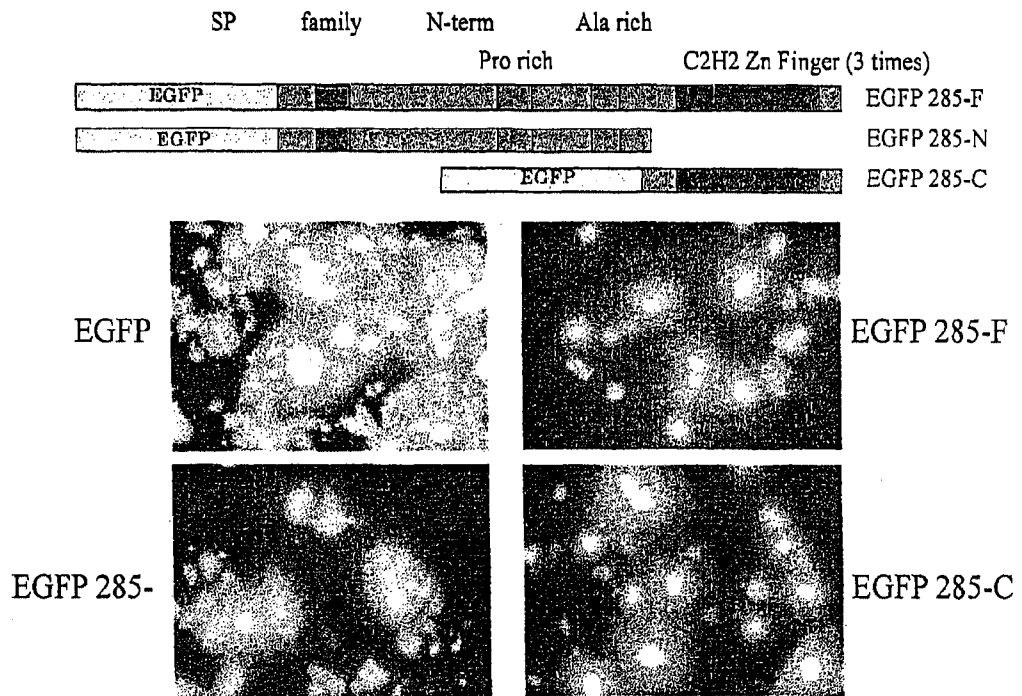 SP family N-term Ala rich
Pro rich C2H2 Zn Finger (3 times)
EGFP EGFP 285-F
EGFP EGFP 285-N
EGFP EGFP 285-C
EGFP EGFP 285-F
EGFP 285- EGFP 285-C